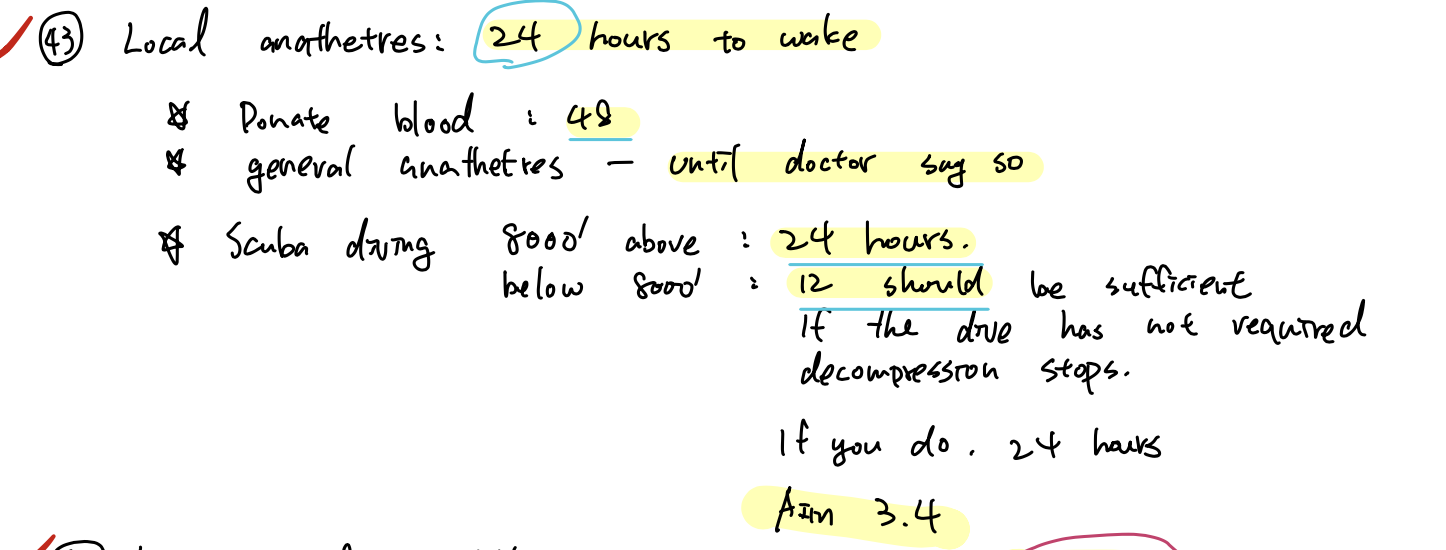 43 Local anathetres: 24 hours to wake
Donate blood : 48
general anathetres - until doctor say so
Scuba diving 8000' above : 24 hours.
below 8000' : 12 should be sufficient
If the dive has not required
decompression stops.
If you do. 24 hours
AIM 3.4